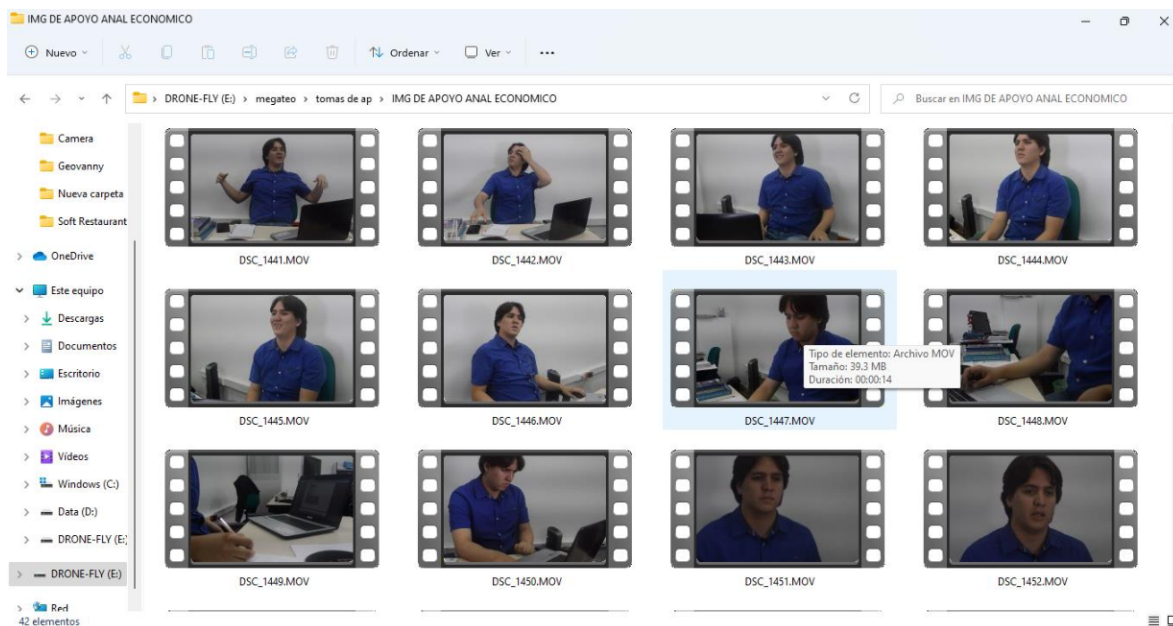 IMG DE APOYO ANAL ECONOMICO
Nuevo
Ordenar
Ver
DRONE-FLY (E:) > megateo > tomas de ap > IMG DE APOYO ANAL ECONOMICO
Buscar en IMG DE APOYO ANAL ECONOMICO
Camera
Geovanny
Nueva carpeta
Soft Restaurant
OneDrive
Este equipo
Descargas
Documentos
Escritorio
Imágenes
Música
Vídeos
Windows (C:)
Data (D:)
DRONE-FLY (E:)
DRONE-FLY (E:)
Red
DSC_1441.MOV
DSC_1442.MOV
DSC_1443.MOV
DSC_1444.MOV
DSC_1445.MOV
DSC_1446.MOV
DSC_1447.MOV
DSC_1448.MOV
Tipo de elemento: Archivo MOV
Tamaño: 39.3 MB
Duración: 00:00:14
DSC_1449.MOV
DSC_1450.MOV
DSC_1451.MOV
DSC_1452.MOV
42 elementos